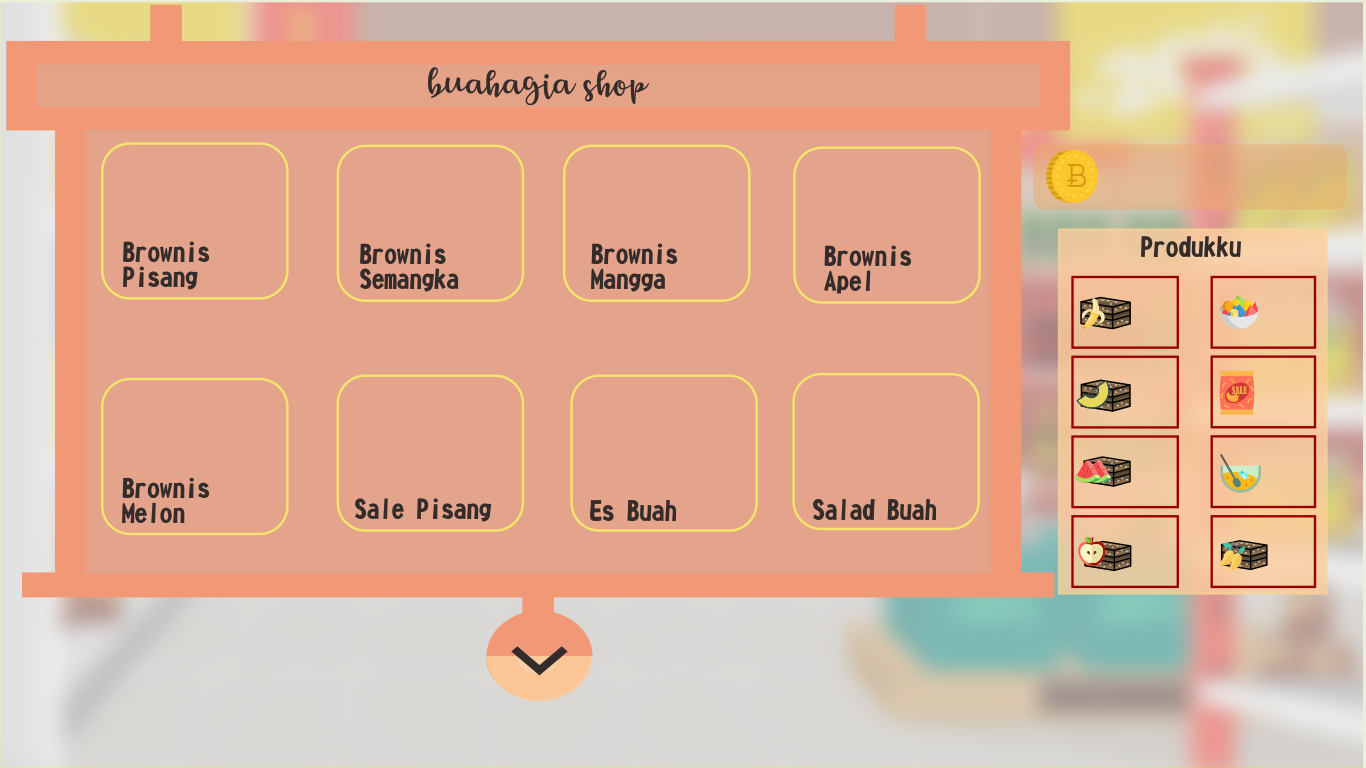 buahagia shop
Brownis
Pisang
Brownis
Semangka
Brownis
Mangga
Brownis
Apel
Brownis
Melon
Sale Pisang
Es Buah
Salad Buah
B
Produkku
SALE